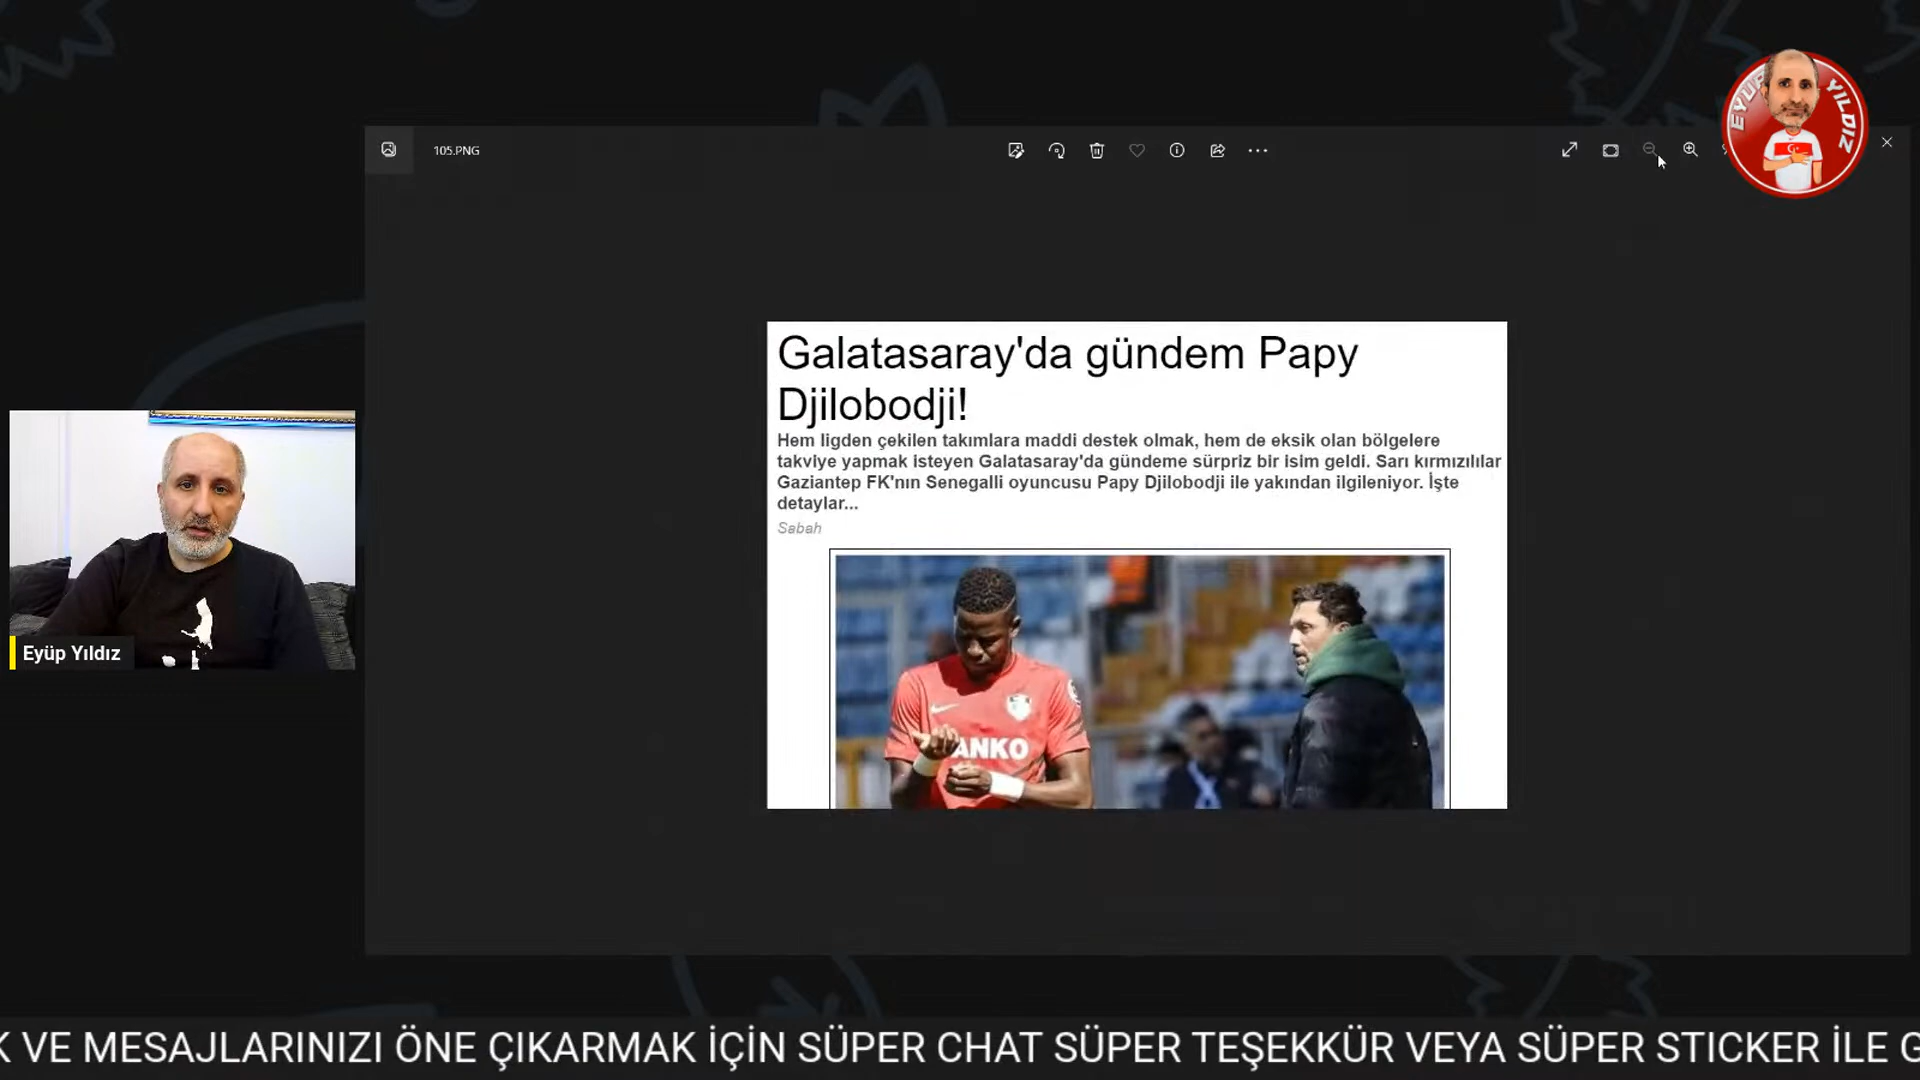 EYÜP YILDIZ
105.PNG
Galatasaray'da gündem Papy
Djilobodji!
Hem ligden çekilen takımlara maddi destek olmak, hem de eksik olan bölgelere
takviye yapmak isteyen Galatasaray'da gündeme sürpriz bir isim geldi. Sarı kırmızılılar
Gaziantep FK'nın Senegalli oyuncusu Papy Djilobodji ile yakından ilgileniyor. İşte
detaylar...
Sabah
ANKO
Eyüp Yıldız
K VE MESAJLARINIZI ÖNE ÇIKARMAK İÇİN SÜPER CHAT SÜPER TEŞEKKÜR VEYA SÜPER STICKER İLE G